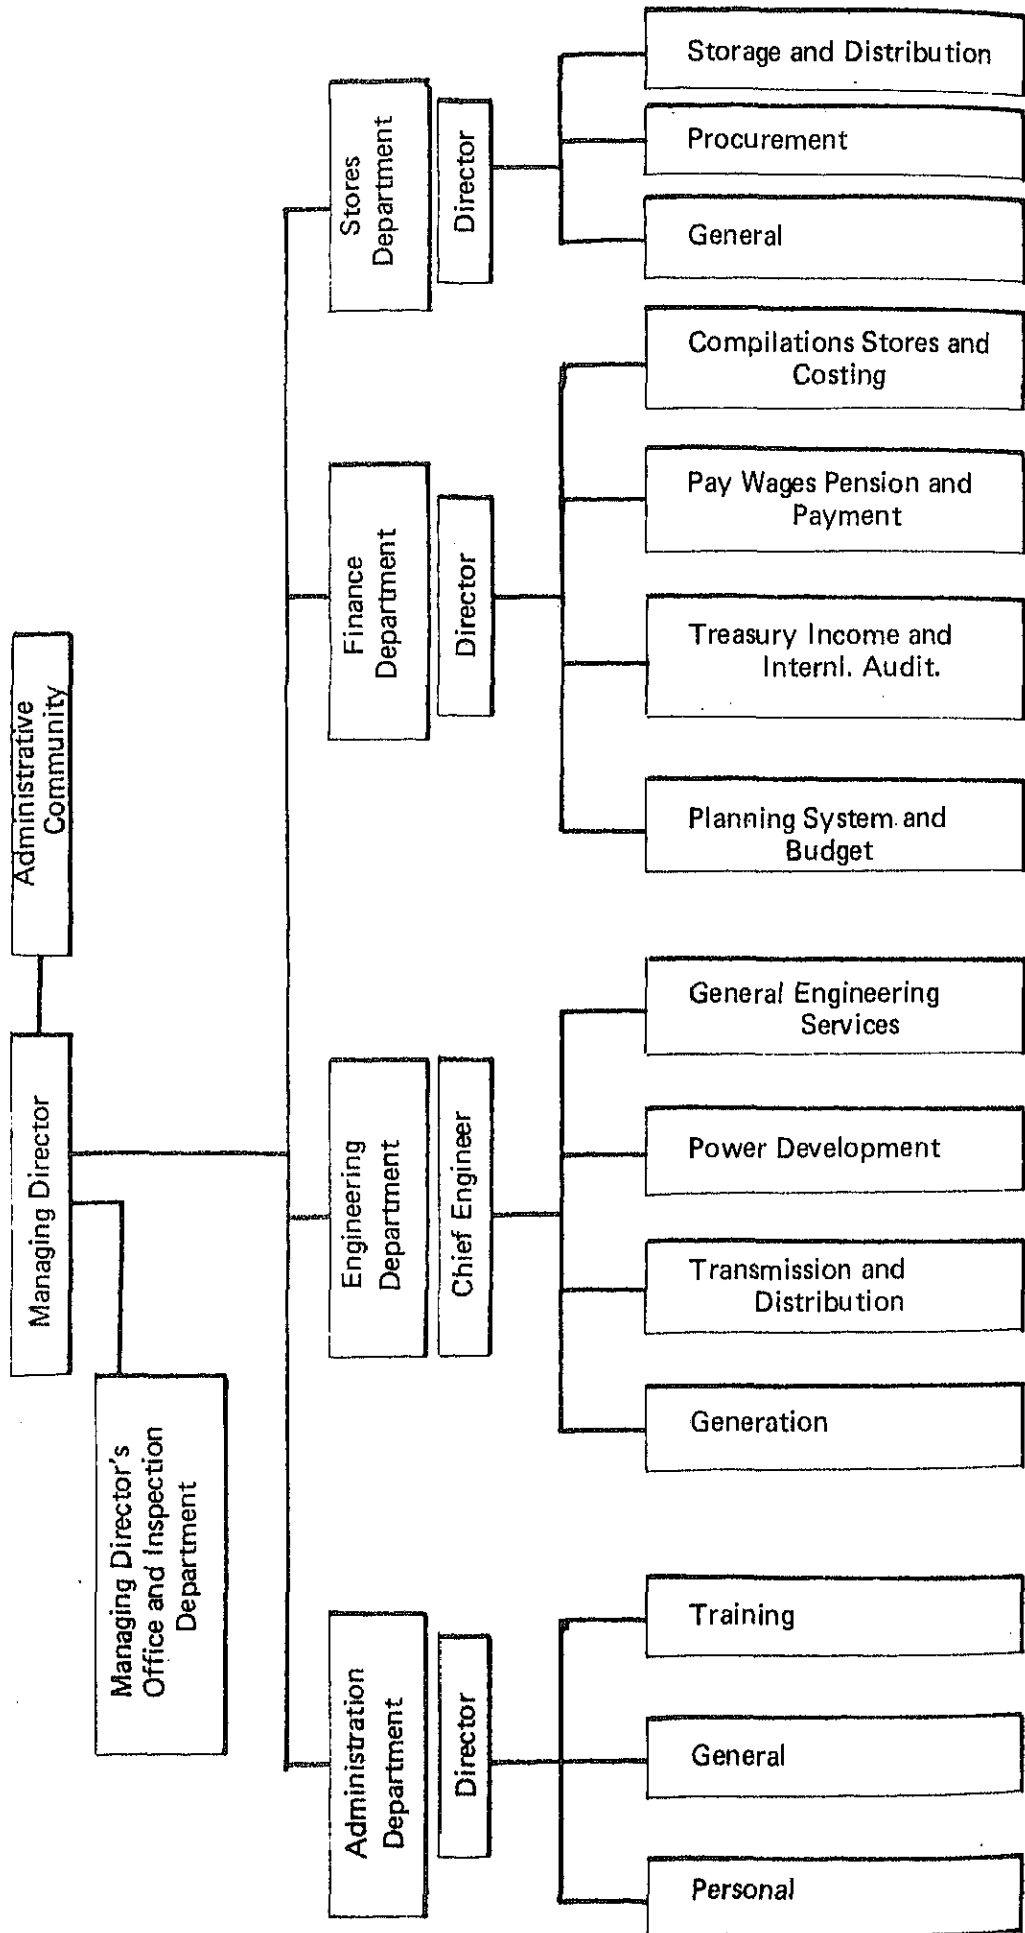 Administrative
Community
Managing Director
Managing Director's
Office and Inspection
Department
Administration
Department
Director
Engineering
Department
Chief Engineer
Finance
Department
Director
Stores
Department
Director
Personal
General
Training
Generation
Transmission and
Distribution
Power Development
General Engineering
Services
Planning System and
Budget
Treasury Income and
Internl. Audit.
Pay Wages Pension and
Payment
Compilations Stores and
Costing
General
Procurement
Storage and Distribution